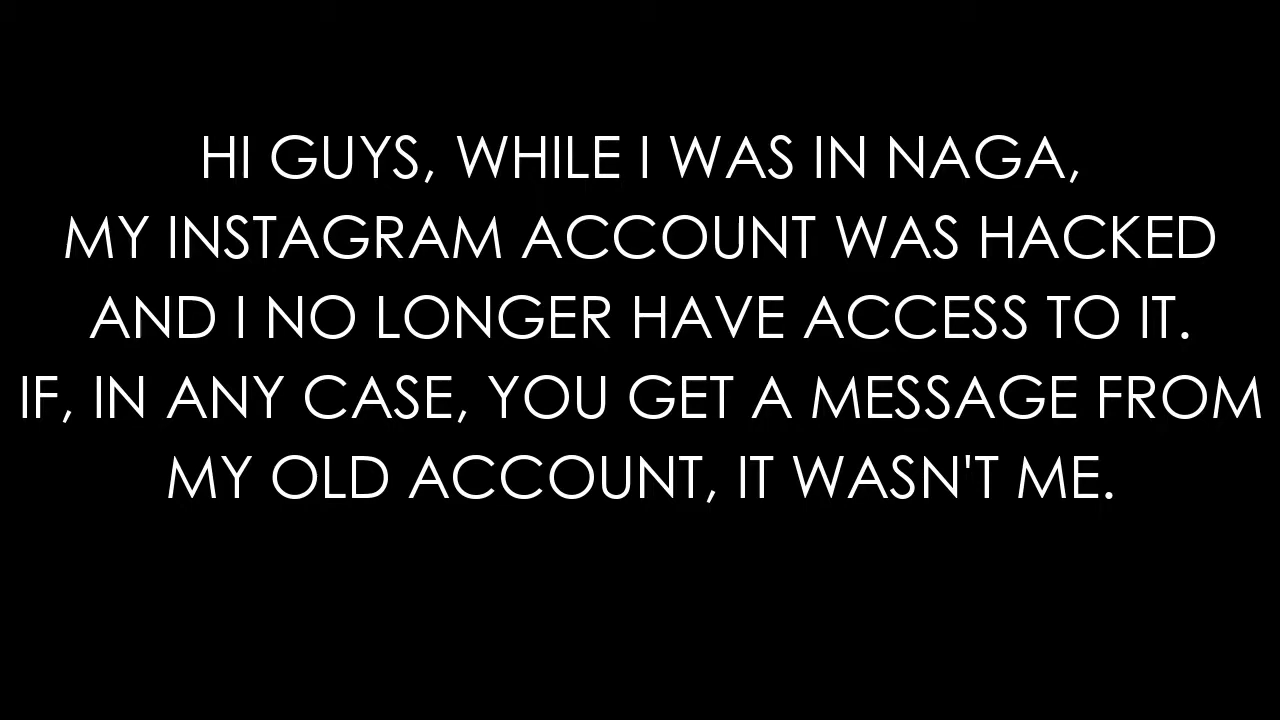 HI GUYS, WHILE I WAS IN NAGA,
MY INSTAGRAM ACCOUNT WAS HACKED
AND I NO LONGER HAVE ACCESS TO IT.
IF, IN ANY CASE, YOU GET A MESSAGE FROM
MY OLD ACCOUNT, IT WASN'T ME.